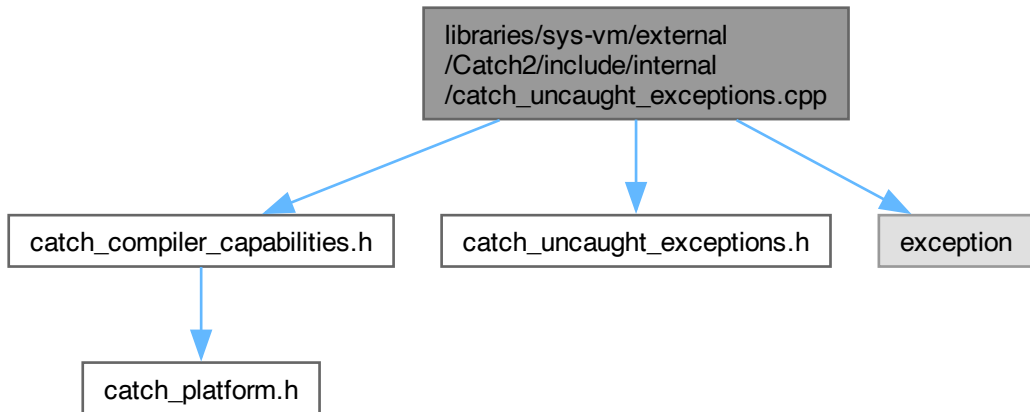 libraries/sys-vm/external
/Catch2/include/internal
/catch_uncaught_exceptions.cpp
catch_compiler_capabilities.h
catch_uncaught_exceptions.h
exception
catch_platform.h